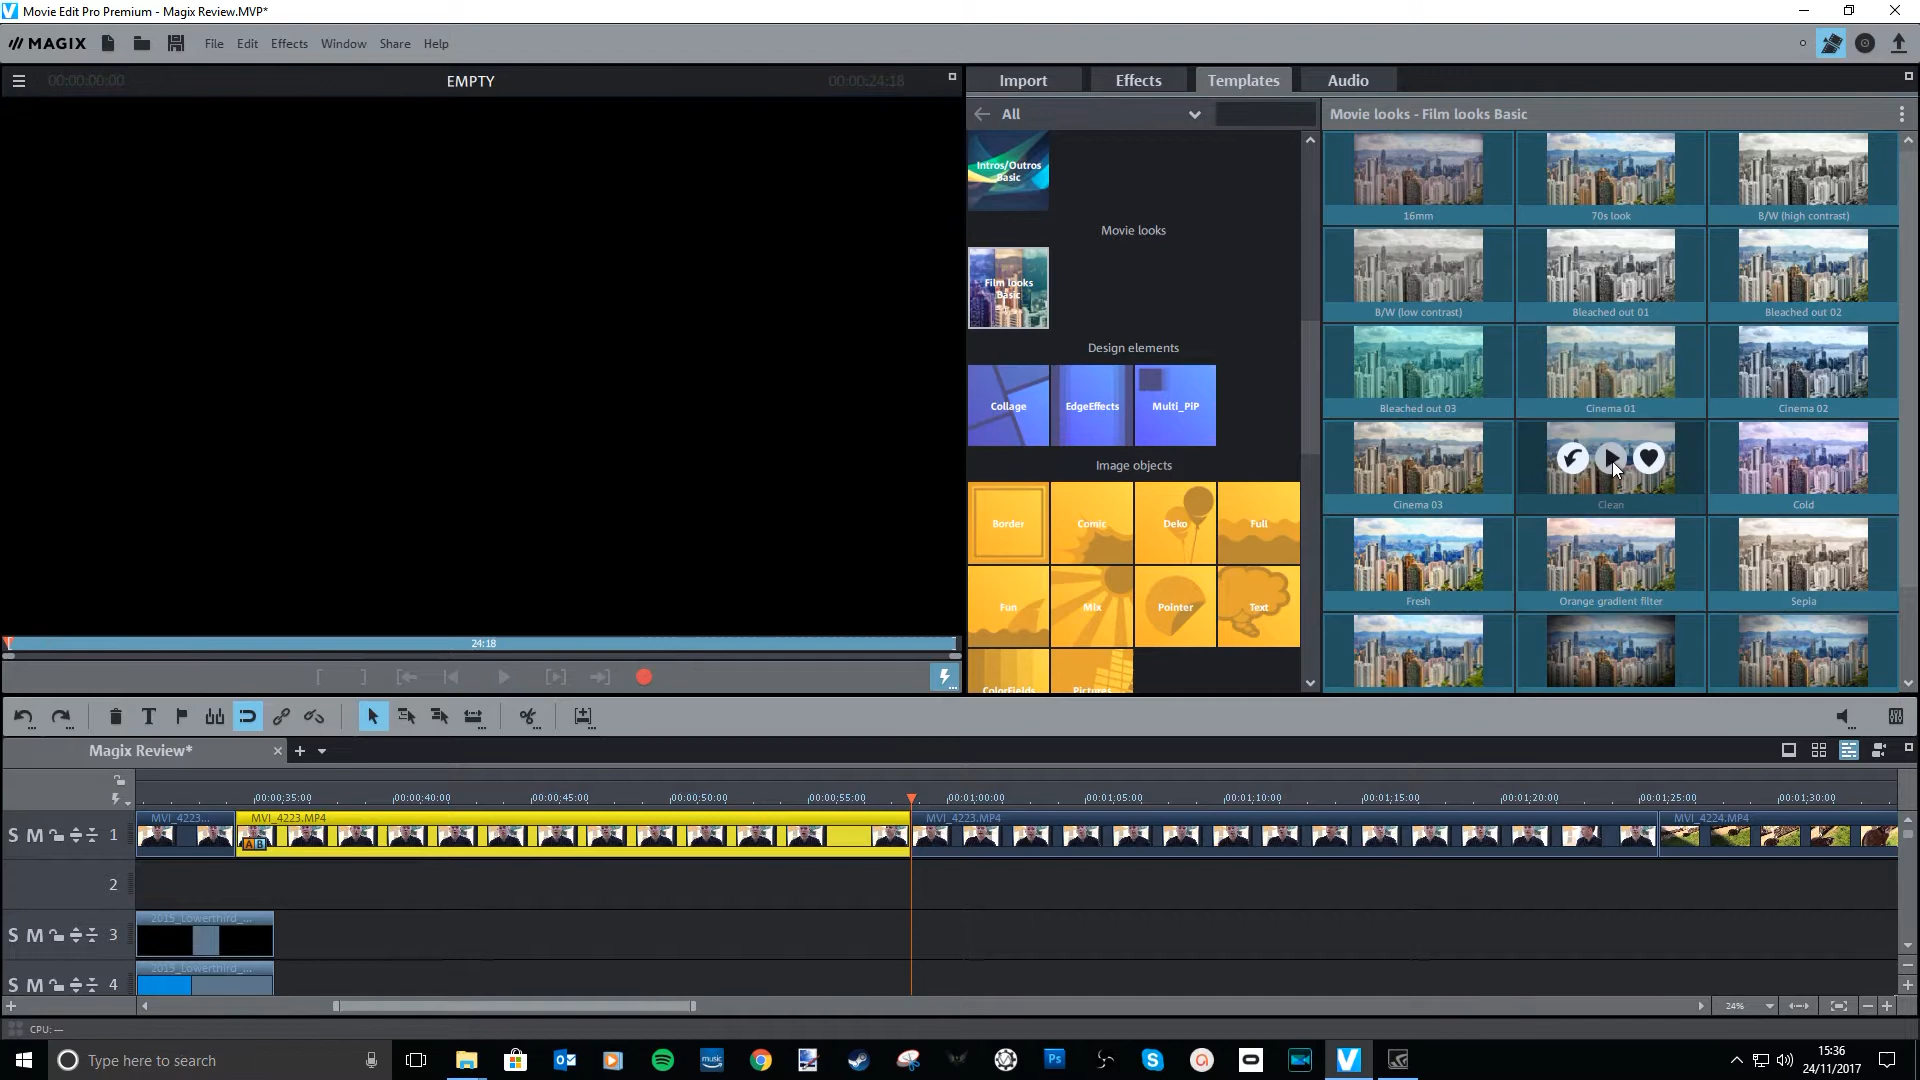 Movie Edit Pro Premium - Magix Review.MVP*
MAGIX File Edit Effects Window Share Help
00:00:00:00 EMPTY 00:00:24:18
Import Effects Templates Audio
All
Movie looks - Film looks Basic
Intros/Outros
Basic
Movie looks
Film looks
Basic
Design elements
Collage EdgeEffects Multi_PiP
Image objects
Border Comic Deko Full
Fun Mix Pointer Text
ColorFields Pictures
16mm 70s look B/W (high contrast)
B/W (low contrast) Bleached out 01 Bleached out 02
Bleached out 03 Cinema 01 Cinema 02
Cinema 03 Clean Cold
Fresh Orange gradient filter Sepia
24:18
Magix Review*
00:00:35:00 00:00:40:00 00:00:45:00 00:00:50:00 00:00:55:00 00:01:00:00 00:01:05:00 00:01:10:00 00:01:15:00 00:01:20:00 00:01:25:00 00:01:30:00
MVI_4223... MVI_4223.MP4 MVI_4223.MP4 MVI_4224.MP4
S M 1
A B
2
2015_Lowerthird_...
S M 3
2015_Lowerthird_...
S M 4
24%
CPU: —
Type here to search
Ps
15:36
24/11/2017